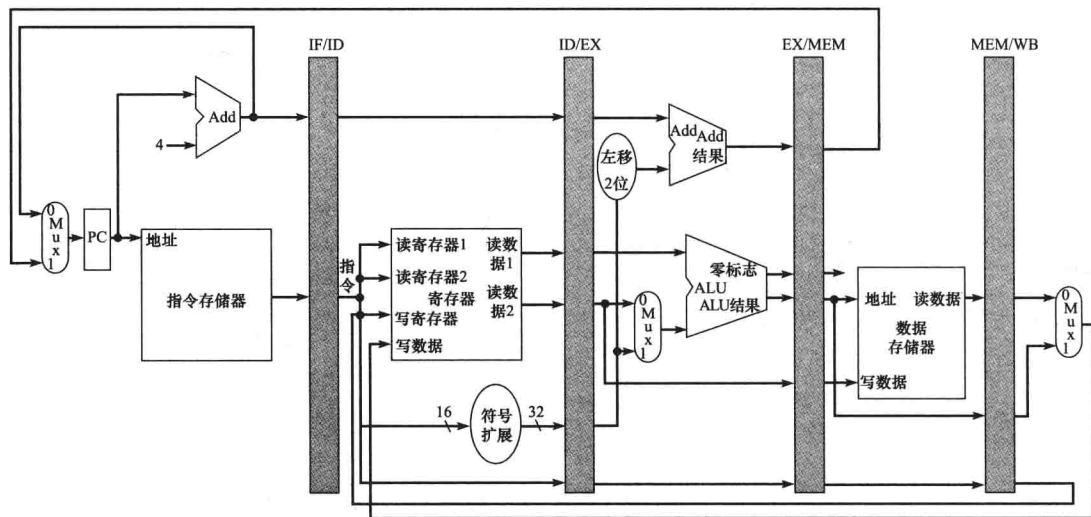 IF/ID
ID/EX
EX/MEM
MEM/WB
Add
4
Add Add
结果
左移
2位
0
M
u
x
1
PC
地址
指令存储器
指
令
读寄存器1
读数
据1
读寄存器2
寄存器
读数
据2
写寄存器
写数据
0
M
u
x
1
零标志
ALU
ALU结果
地址
读数据
数据
存储器
写数据
0
M
u
x
1
16
符号
扩展
32